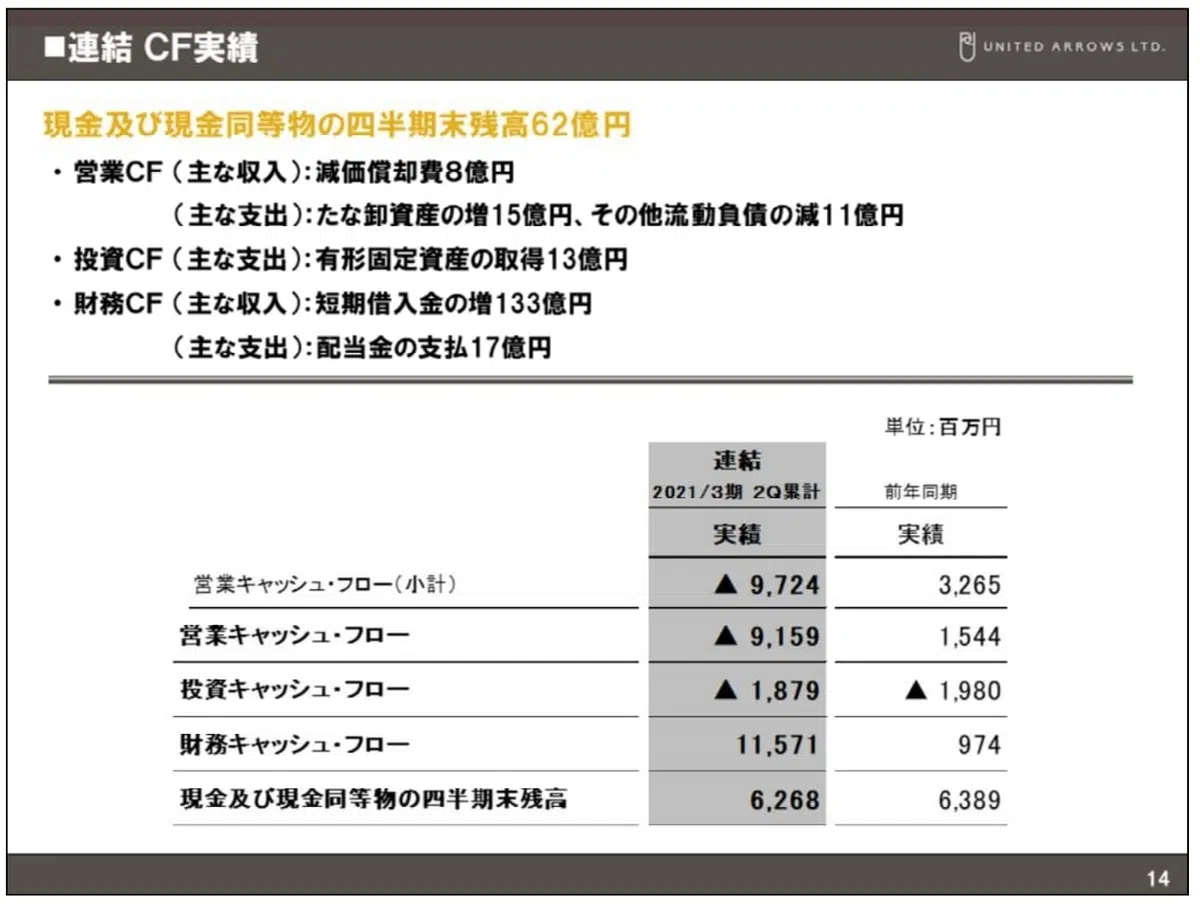 ■連結 CF実績
UNITED ARROWS LTD.
現金及び現金同等物の四半期末残高62億円
・営業CF(主な収入):減価償却費8億円
(主な支出):たな卸資産の増15億円、その他流動負債の減11億円
・投資CF(主な支出):有形固定資産の取得13億円
・財務CF(主な収入):短期借入金の増133億円
(主な支出):配当金の支払17億円
単位:百万円
連結
2021/3期 2Q累計 前年同期
実績 実績
営業キャッシュ・フロー(小計) ▲ 9,724 3,265
営業キャッシュ・フロー ▲ 9,159 1,544
投資キャッシュ・フロー ▲ 1,879 ▲ 1,980
財務キャッシュ・フロー 11,571 974
現金及び現金同等物の四半期末残高 6,268 6,389
14